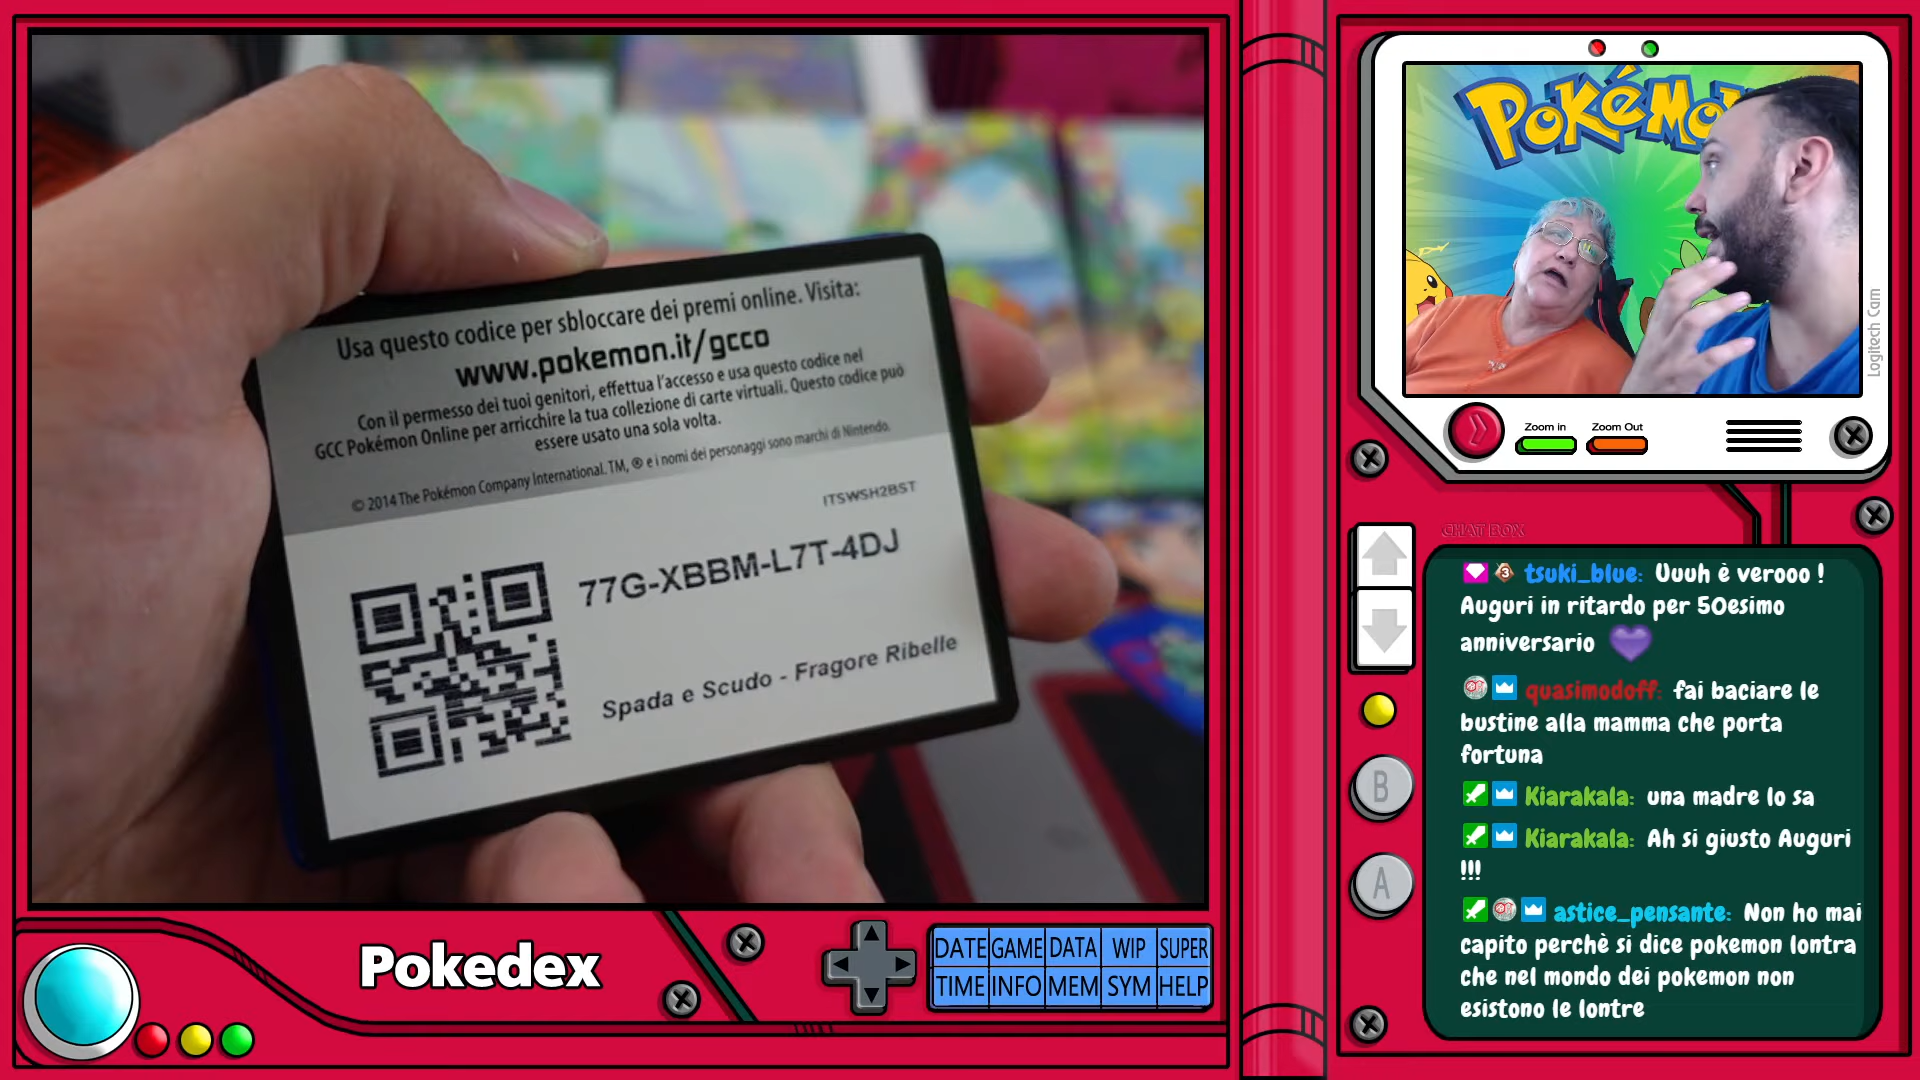 Usa questo codice per sbloccare dei premi online. Visita:
www.pokemon.it/gcco
Con il permesso dei tuoi genitori, effettua l'accesso e usa questo codice nel
GCC Pokémon Online per arricchire la tua collezione di carte virtuali. Questo codice può
essere usato una sola volta.
© 2014 The Pokémon Company International. TM, ® e i nomi dei personaggi sono marchi di Nintendo.
ITSWSH2BST
77G-XBBM-L7T-4DJ
Spada e Scudo - Fragore Ribelle
Pokedex
DATE GAME DATA WIP SUPER
TIME INFO MEM SYM HELP
POKéMO
Logitech Cam
Zoom in Zoom Out
CHAT BOX
B
A
3 tsuki_blue: Uuuh è verooo !
Auguri in ritardo per 50esimo
anniversario
quasimodoff: fai baciare le
bustine alla mamma che porta
fortuna
Kiarakala: una madre lo sa
Kiarakala: Ah si giusto Auguri
!!!
astice_pensante: Non ho mai
capito perchè si dice pokemon lontra
che nel mondo dei pokemon non
esistono le lontre